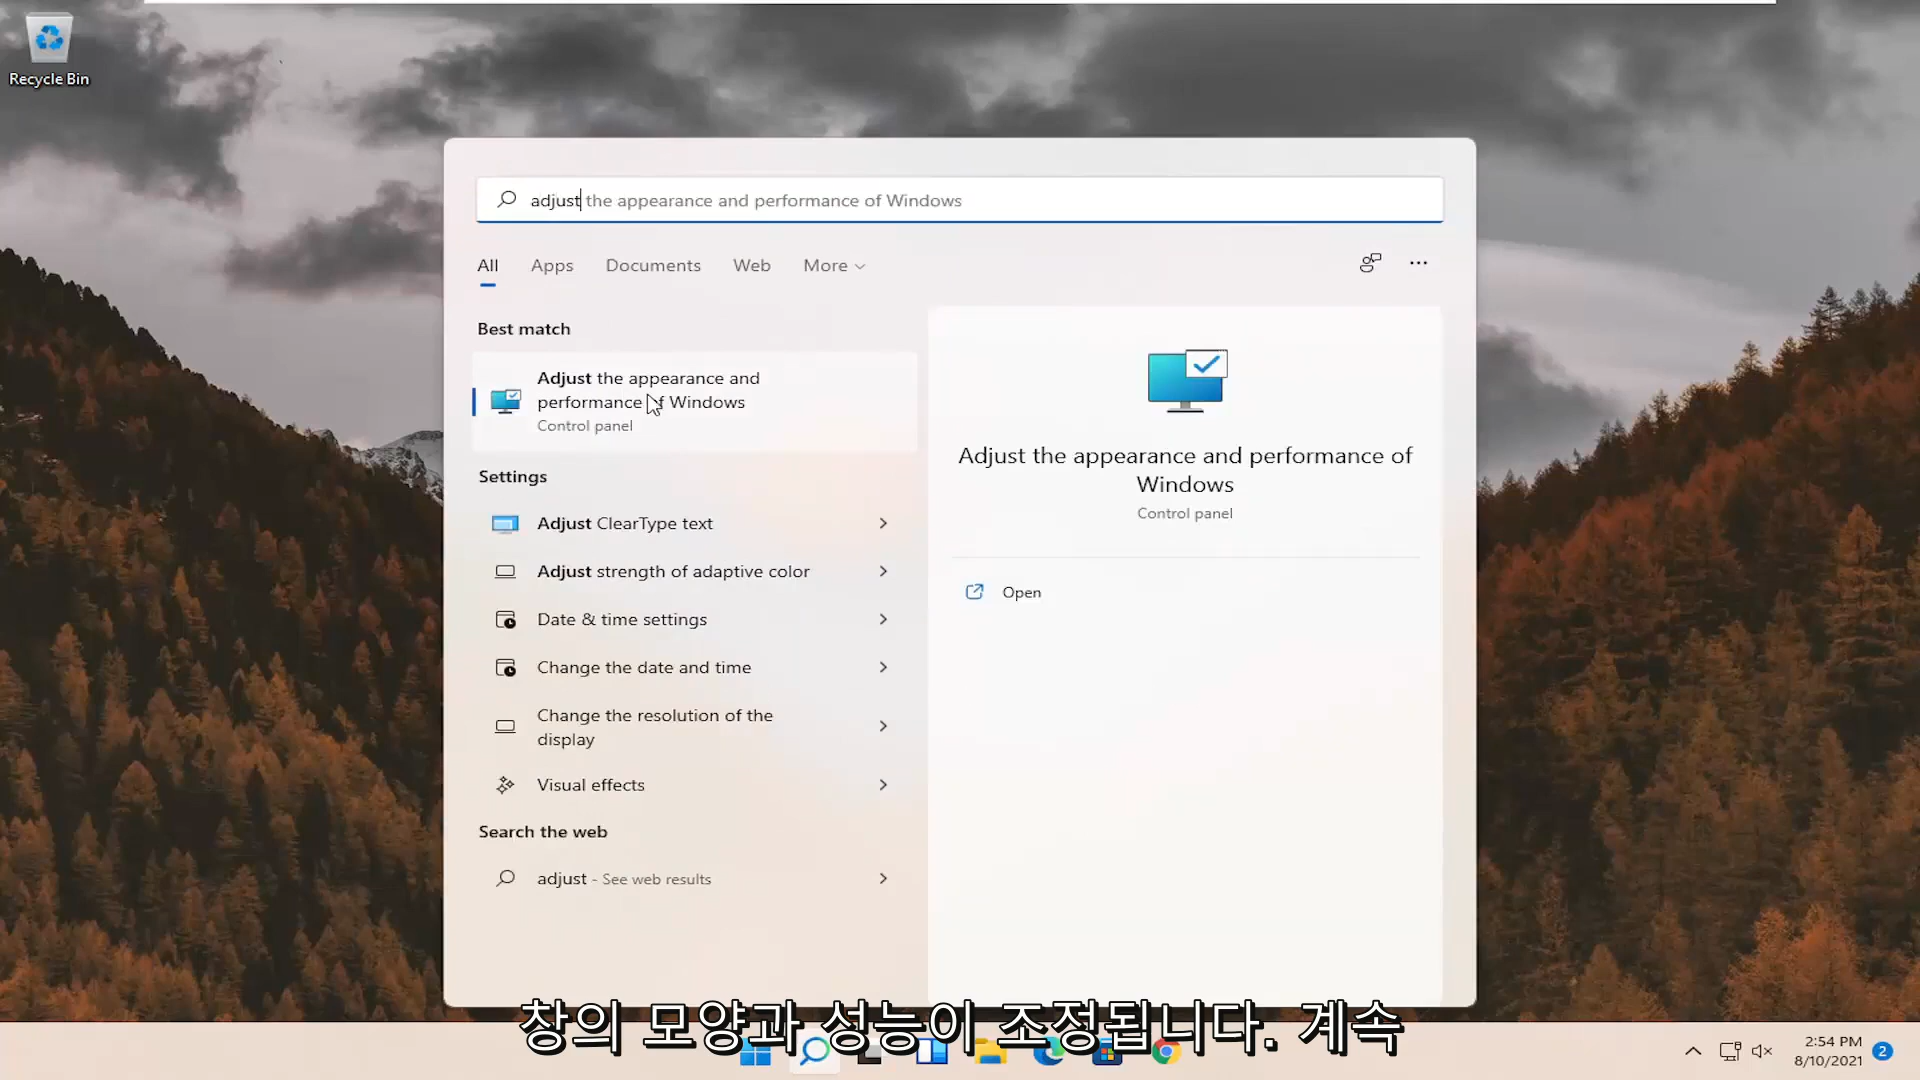 Recycle Bin
adjust the appearance and performance of Windows
All Apps Documents Web More
Best match
Adjust the appearance and
performance of Windows
Control panel
Settings
Adjust ClearType text
Adjust strength of adaptive color
Date & time settings
Change the date and time
Change the resolution of the
display
Visual effects
Search the web
adjust - See web results
Adjust the appearance and performance of
Windows
Control panel
Open
창의 모양과 성능이 조정됩니다. 계속
2:54 PM
8/10/2021
2